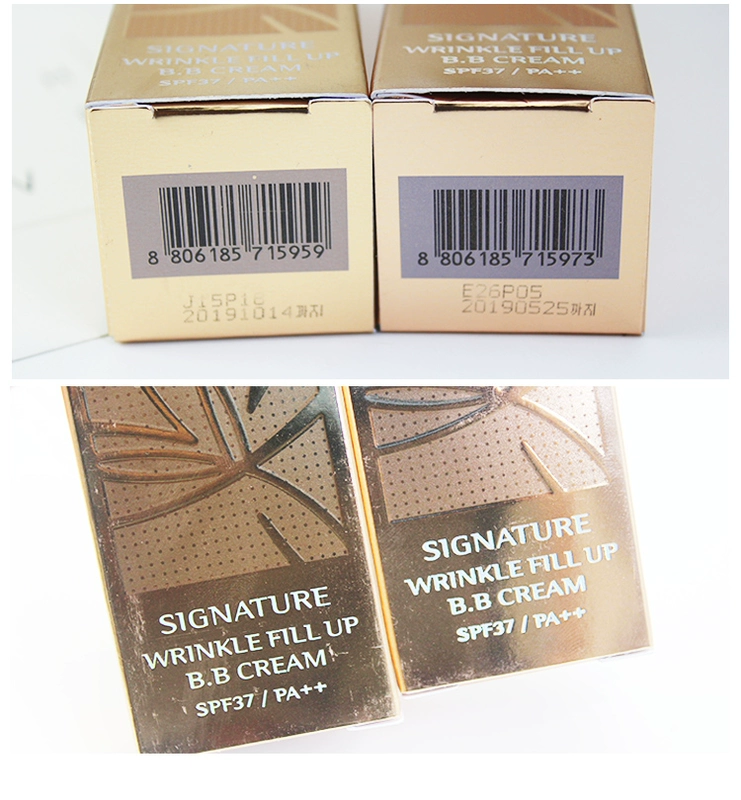 SIGNATURE
WRINKLE FILL UP
B.B CREAM
SPF37 / PA++
SIGNATURE
WRINKLE FILL UP
B.B CREAM
SPF37 / PA++
8 806185 715959
20191014까지
8 806185 715973
E26P05
20190525까지
SIGNATURE
WRINKLE FILL UP
B.B CREAM
SPF37 / PA++
SIGNATURE
WRINKLE FILL UP
B.B CREAM
SPF37 / PA++